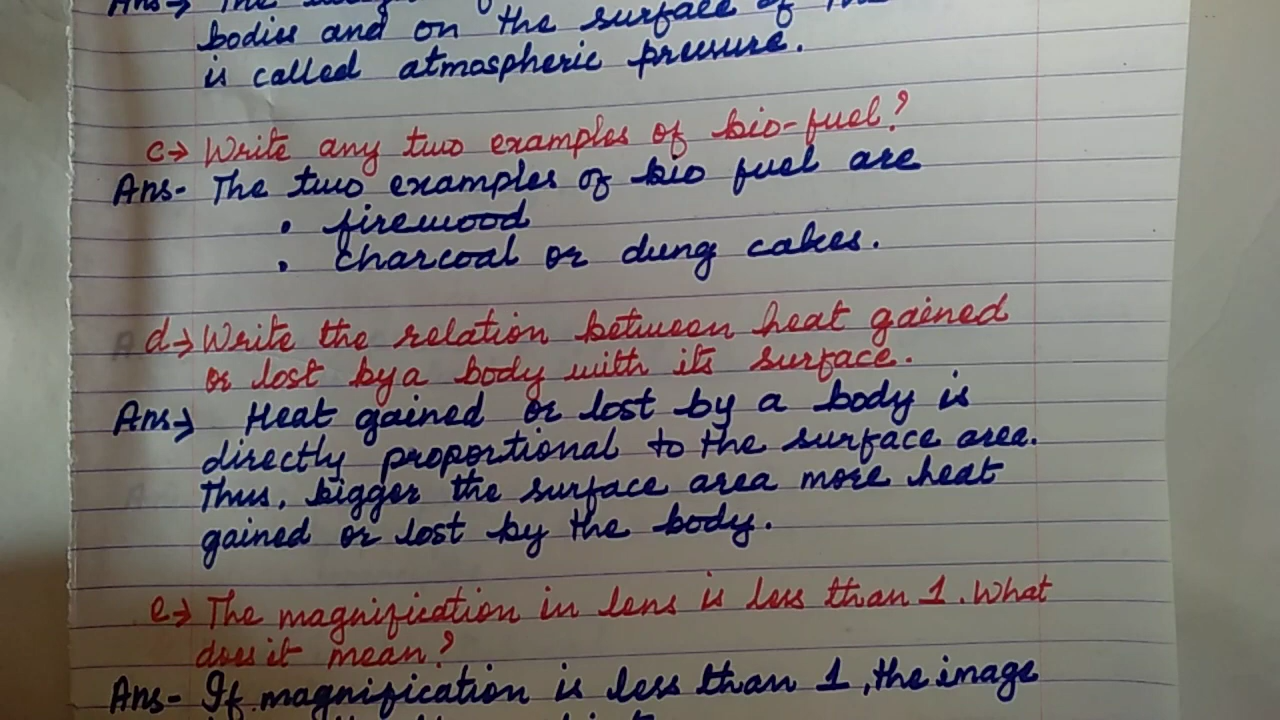 Ans→ The
bodies and on the surface of the
is called atmospheric pressure.
c→ Write any two examples of bio-fuel?
Ans- The two examples of bio fuel are
• firewood
• charcoal or dung cakes.
d→ Write the relation between heat gained
or lost by a body with its surface.
Ans→ Heat gained or lost by a body is
directly proportional to the surface area.
Thus, bigger the surface area more heat
gained or lost by the body.
e→ The magnification in lens is less than 1. What
does it mean?
Ans- If magnification is less than 1, the image